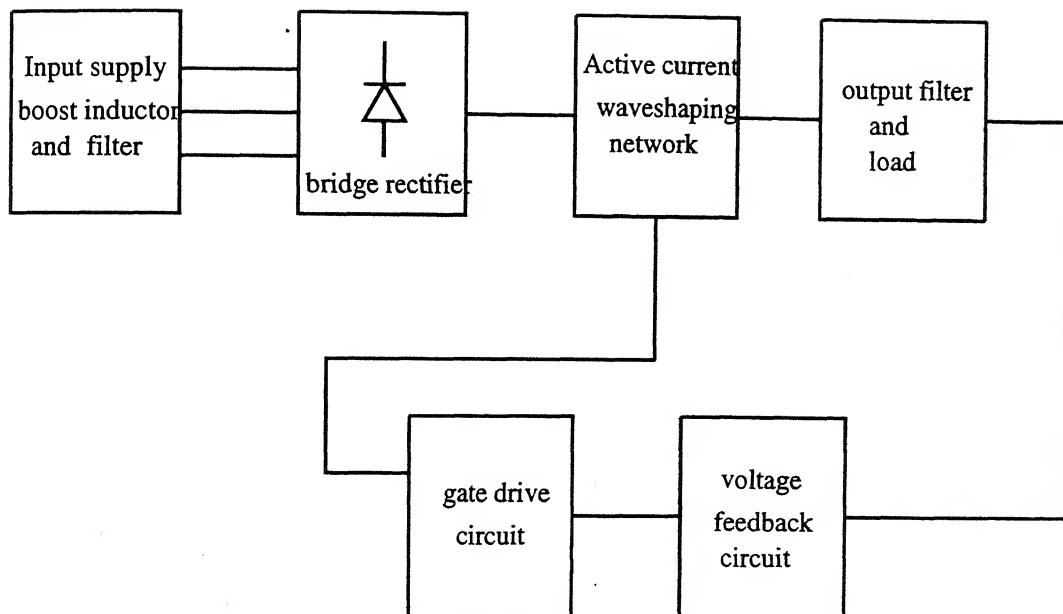 Input supply
boost inductor
and filter
bridge rectifier
Active current
waveshaping
network
output filter
and
load
gate drive
circuit
voltage
feedback
circuit